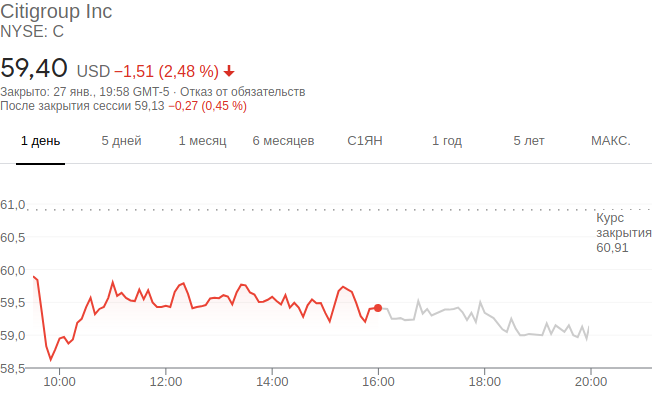 Citigroup Inc
NYSE: C
59,40 USD −1,51 (2,48 %)
Закрыто: 27 янв., 19:58 GMT-5 · Отказ от обязательств
После закрытия сессии 59,13 −0,27 (0,45 %)
1 день 5 дней 1 месяц 6 месяцев С1ЯН 1 год 5 лет МАКС.
61,0
Курс
закрытия
60,91
60,5
60,0
59,5
59,0
58,5
10:00 12:00 14:00 16:00 18:00 20:00